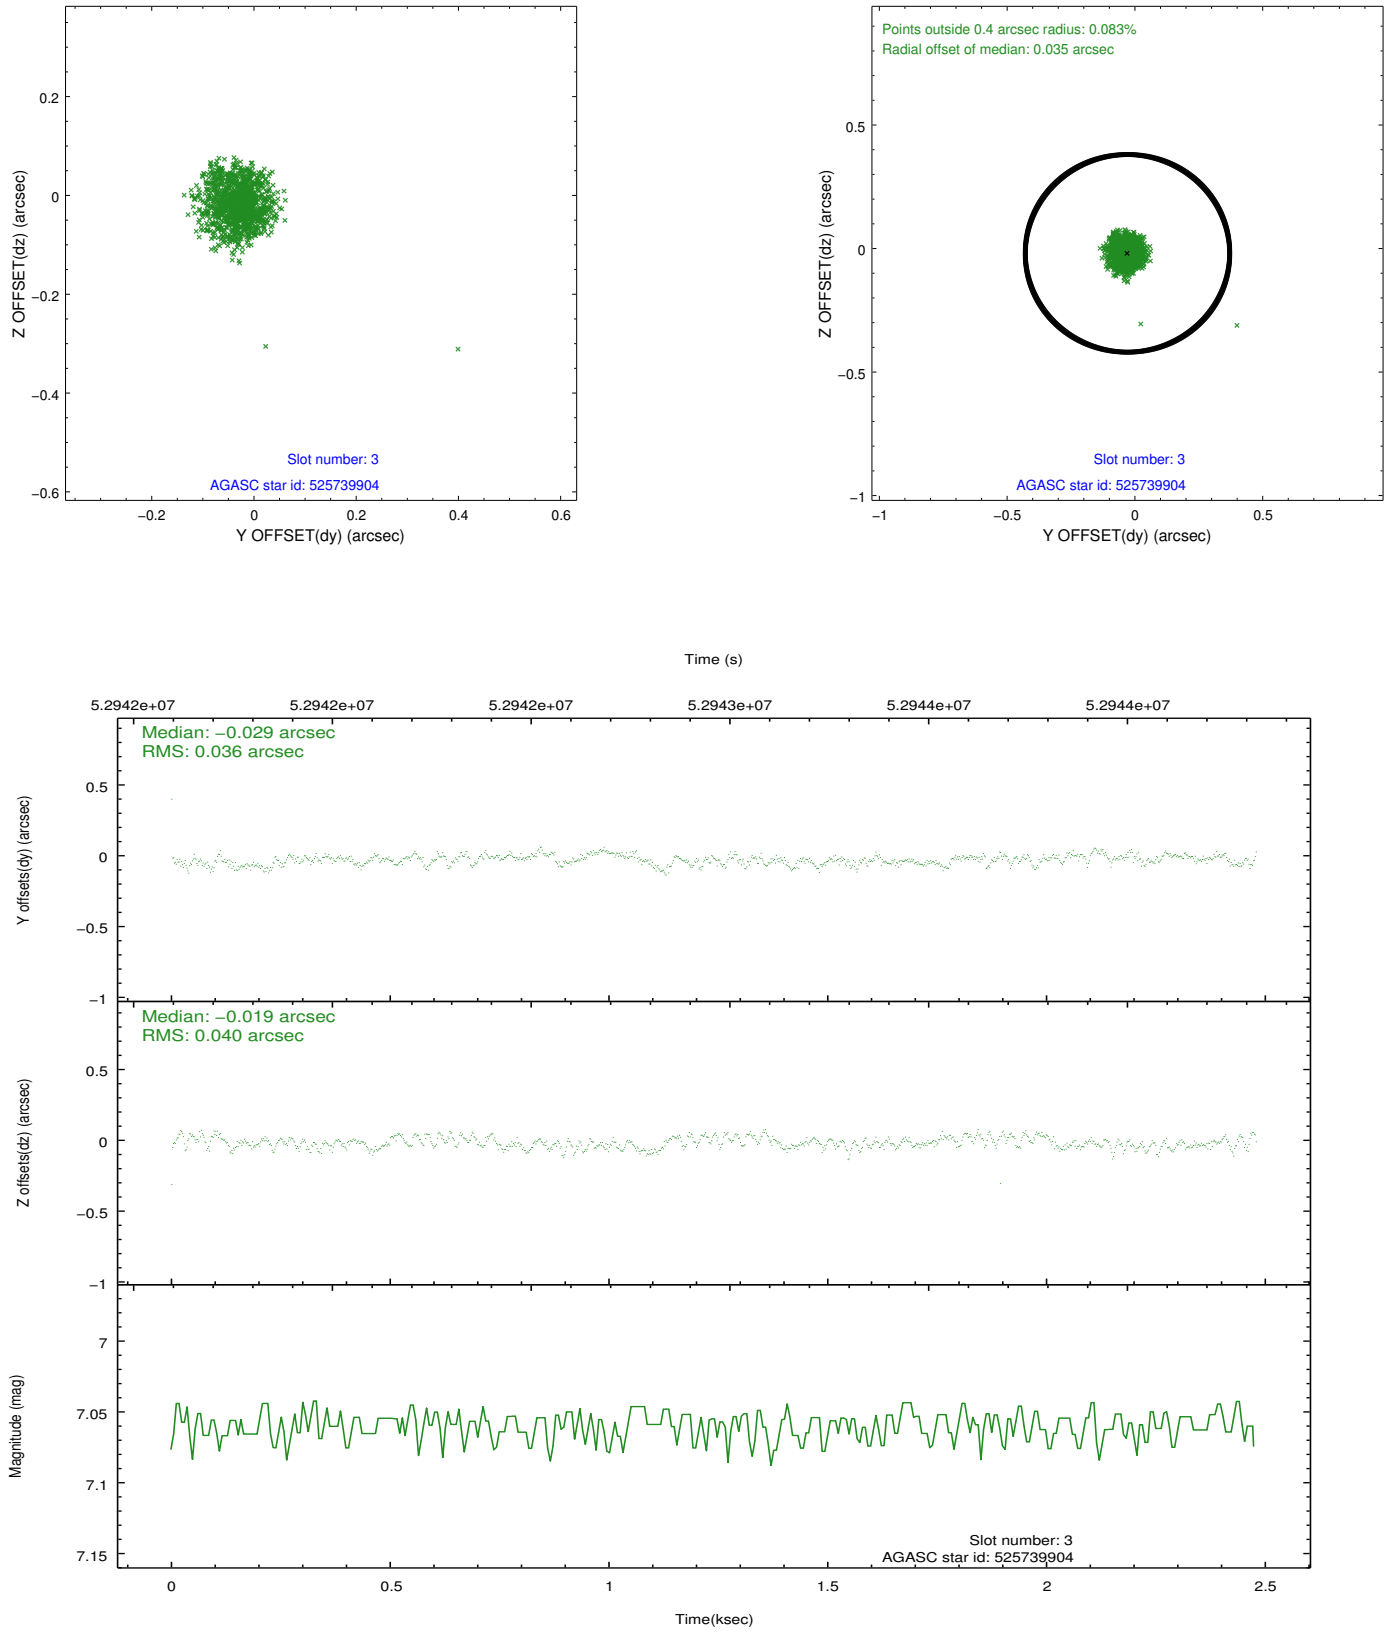 0.2
0
−0.2
−0.4
−0.6
Z OFFSET(dz) (arcsec)
Slot number: 3
AGASC star id: 525739904
−0.2
0
0.2
0.4
0.6
Y OFFSET(dy) (arcsec)
Points outside 0.4 arcsec radius: 0.083%
Radial offset of median: 0.035 arcsec
0.5
0
−0.5
−1
Z OFFSET(dz) (arcsec)
Slot number: 3
AGASC star id: 525739904
−1
−0.5
0
0.5
Y OFFSET(dy) (arcsec)
Time (s)
5.2942e+07
5.2942e+07
5.2942e+07
5.2943e+07
5.2944e+07
5.2944e+07
Median: −0.029 arcsec
RMS: 0.036 arcsec
0.5
0
−0.5
−1
Y offsets(dy) (arcsec)
Median: −0.019 arcsec
RMS: 0.040 arcsec
0.5
0
−0.5
−1
Z offsets(dz) (arcsec)
7
7.05
7.1
7.15
Magnitude (mag)
Slot number: 3
AGASC star id: 525739904
0
0.5
1
1.5
2
2.5
Time(ksec)